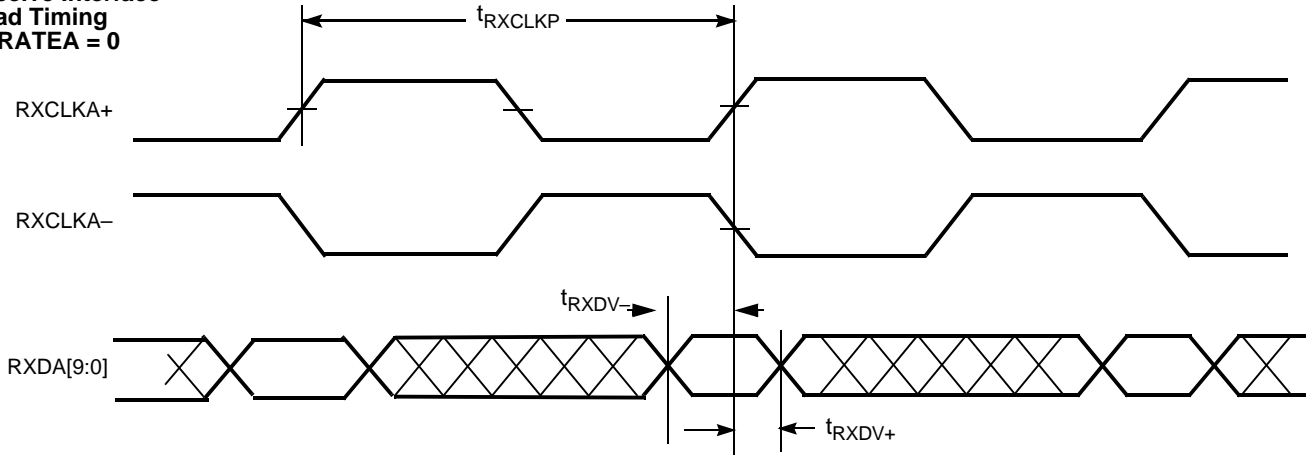 ad Timing
RATEA = 0
tRXCLKP
RXCLKA+
RXCLKA–
tRXDV–
RXDA[9:0]
tRXDV+